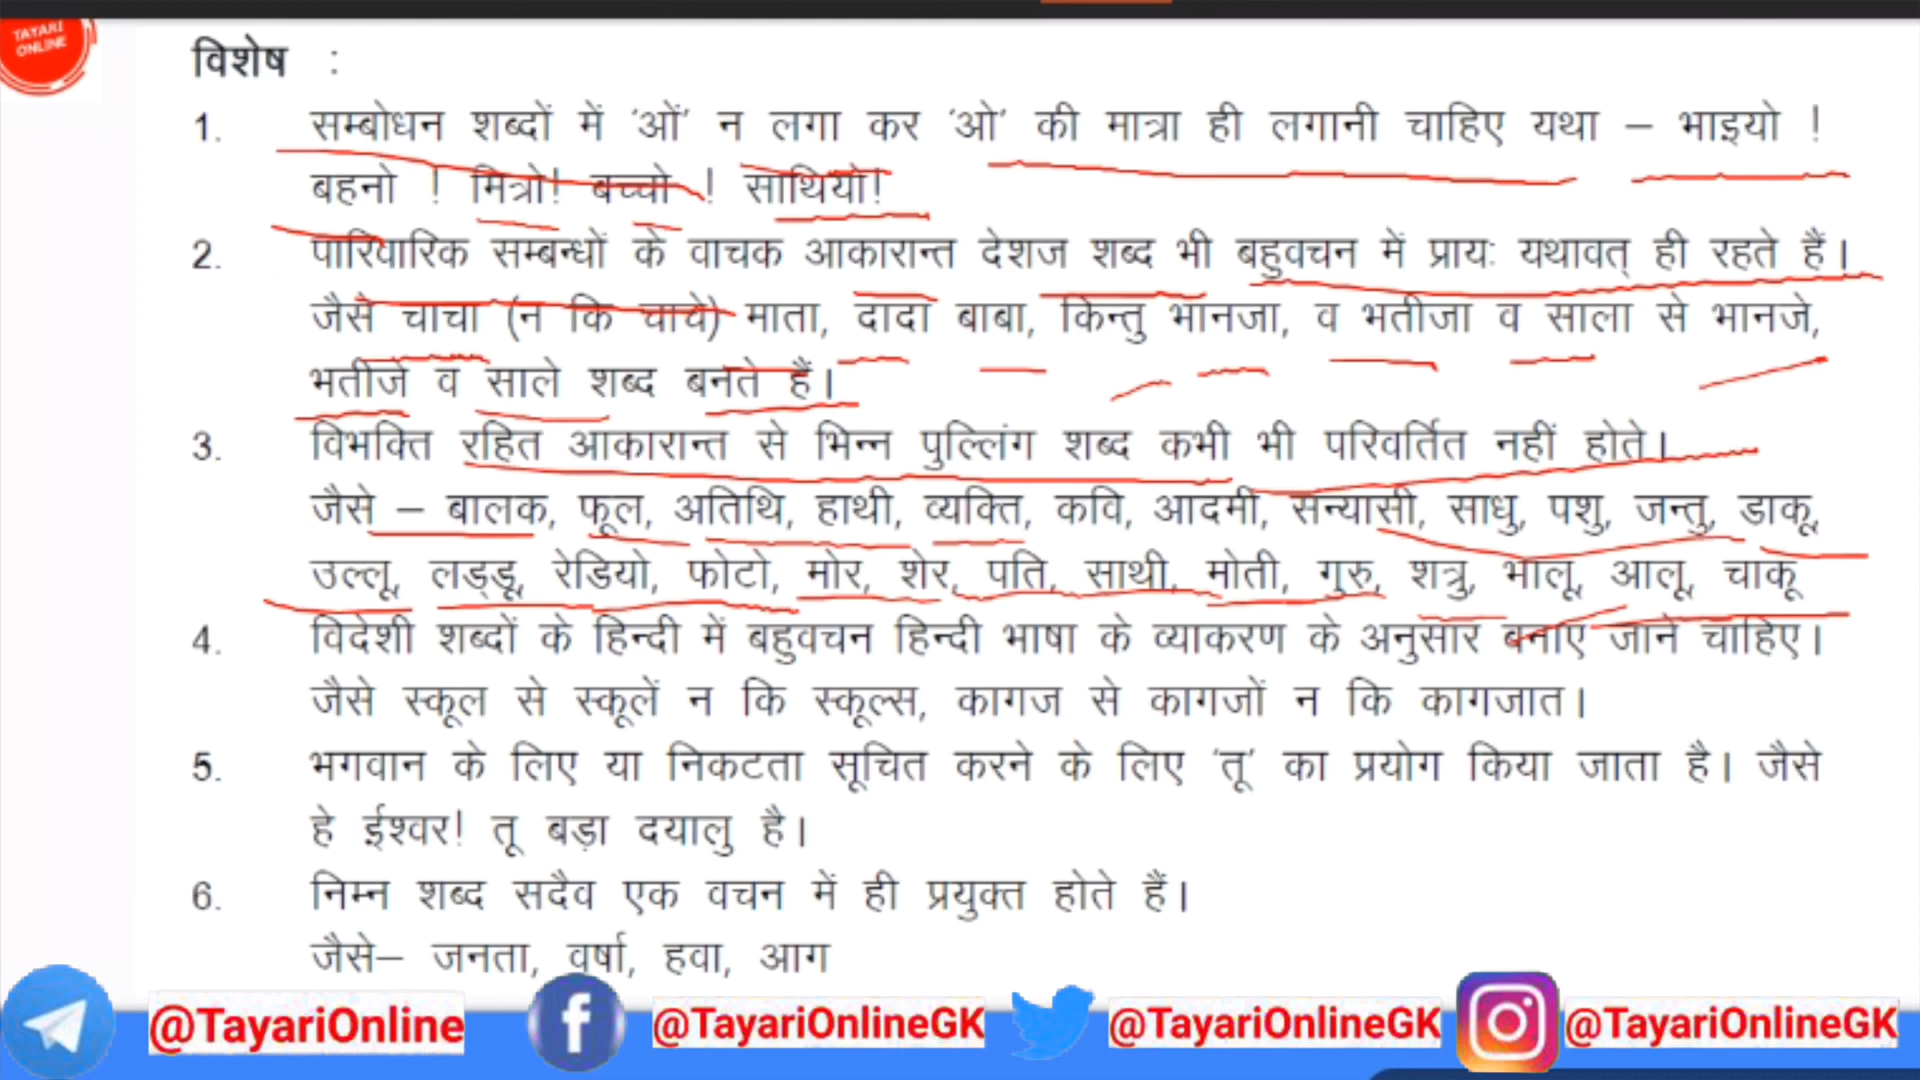 TAYARI
ONLINE
विशेष :
1. सम्बोधन शब्दों में 'ओं' न लगा कर 'ओ' की मात्रा ही लगानी चाहिए यथा – भाइयो !
बहनो ! मित्रो! बच्चो ! साथियो!
2. पारिवारिक सम्बन्धों के वाचक आकारान्त देशज शब्द भी बहुवचन में प्रायः यथावत् ही रहते हैं।
जैसे चाचा (न कि चाचे) माता, दादा बाबा, किन्तु भानजा, व भतीजा व साला से भानजे,
भतीजे व साले शब्द बनते हैं।
3. विभक्ति रहित आकारान्त से भिन्न पुल्लिंग शब्द कभी भी परिवर्तित नहीं होते।
जैसे – बालक, फूल, अतिथि, हाथी, व्यक्ति, कवि, आदमी, सन्यासी, साधु, पशु, जन्तु, डाकू,
उल्लू, लड्डू, रेडियो, फोटो, मोर, शेर, पति, साथी, मोती, गुरु, शत्रु, भालू, आलू, चाकू
4. विदेशी शब्दों के हिन्दी में बहुवचन हिन्दी भाषा के व्याकरण के अनुसार बनाए जाने चाहिए।
जैसे स्कूल से स्कूलें न कि स्कूल्स, कागज से कागजों न कि कागजात।
5. भगवान के लिए या निकटता सूचित करने के लिए 'तू' का प्रयोग किया जाता है। जैसे
हे ईश्वर! तू बड़ा दयालु है।
6. निम्न शब्द सदैव एक वचन में ही प्रयुक्त होते हैं।
जैसे– जनता, वर्षा, हवा, आग
@TayariOnline @TayariOnlineGK @TayariOnlineGK @TayariOnlineGK